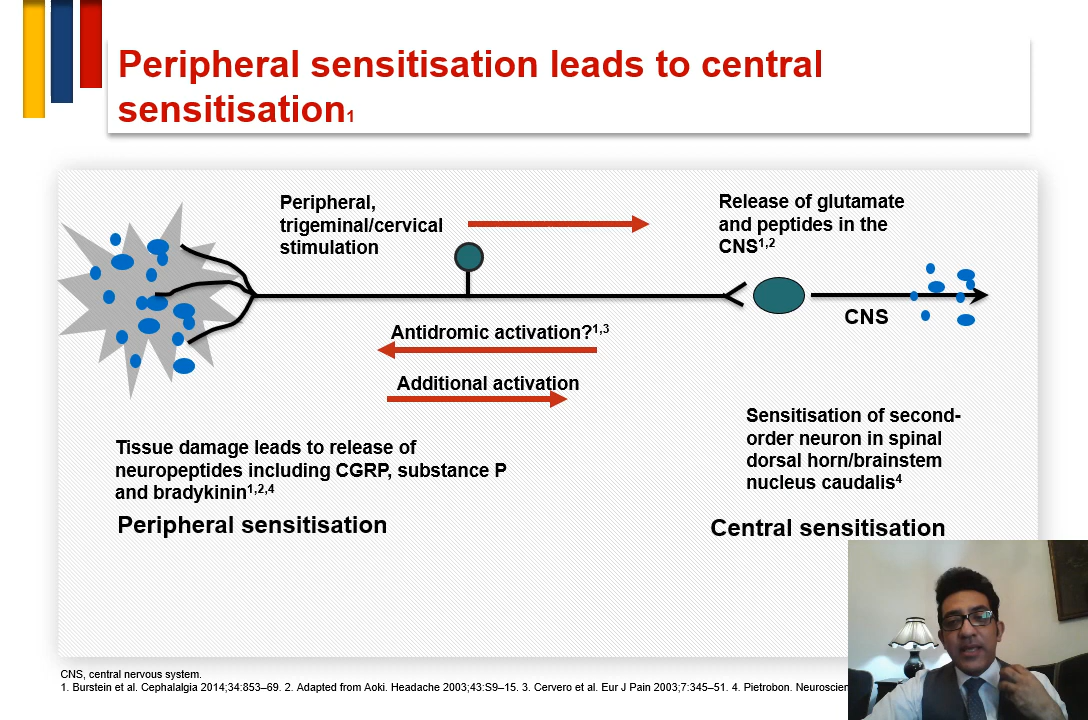 Peripheral sensitisation leads to central
sensitisation1
Peripheral,
trigeminal/cervical
stimulation
Release of glutamate
and peptides in the
CNS1,2
CNS
Antidromic activation?1,3
Additional activation
Tissue damage leads to release of
neuropeptides including CGRP, substance P
and bradykinin1,2,4
Peripheral sensitisation
Sensitisation of second-
order neuron in spinal
dorsal horn/brainstem
nucleus caudalis4
Central sensitisation
CNS, central nervous system.
1. Burstein et al. Cephalalgia 2014;34:853–69. 2. Adapted from Aoki. Headache 2003;43:S9–15. 3. Cervero et al. Eur J Pain 2003;7:345–51. 4. Pietrobon. Neuroscien